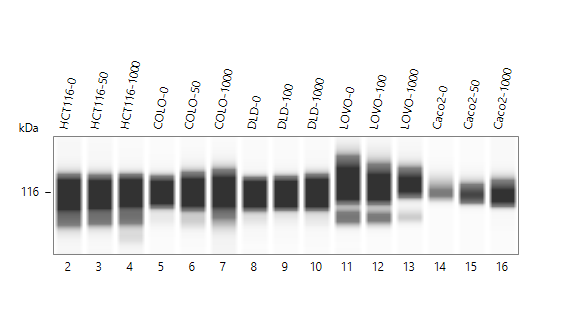 HCT116-0
HCT116-50
HCT116-1000
COLO-0
COLO-50
COLO-1000
DLD-0
DLD-100
DLD-1000
LOVO-0
LOVO-100
LOVO-1000
Caco2-0
Caco2-50
Caco2-1000
kDa
116
2 3 4 5 6 7 8 9 10 11 12 13 14 15 16